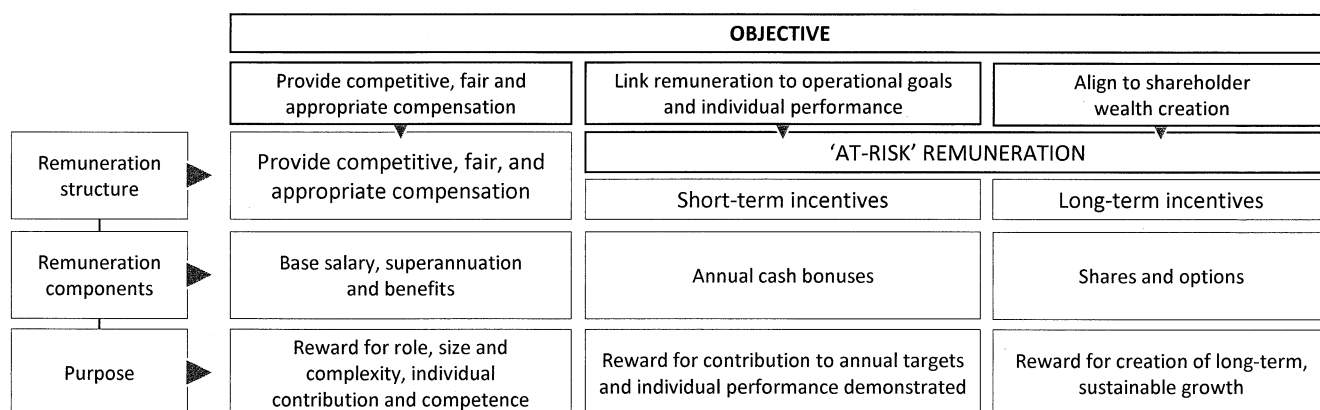 OBJECTIVE
Provide competitive, fair and
appropriate compensation
Link remuneration to operational goals
and individual performance
Align to shareholder
wealth creation
Remuneration
structure
Provide competitive, fair, and
appropriate compensation
‘AT-RISK’ REMUNERATION
Short-term incentives
Long-term incentives
Remuneration
components
Base salary, superannuation
and benefits
Annual cash bonuses
Shares and options
Purpose
Reward for role, size and
complexity, individual
contribution and competence
Reward for contribution to annual targets
and individual performance demonstrated
Reward for creation of long-term,
sustainable growth